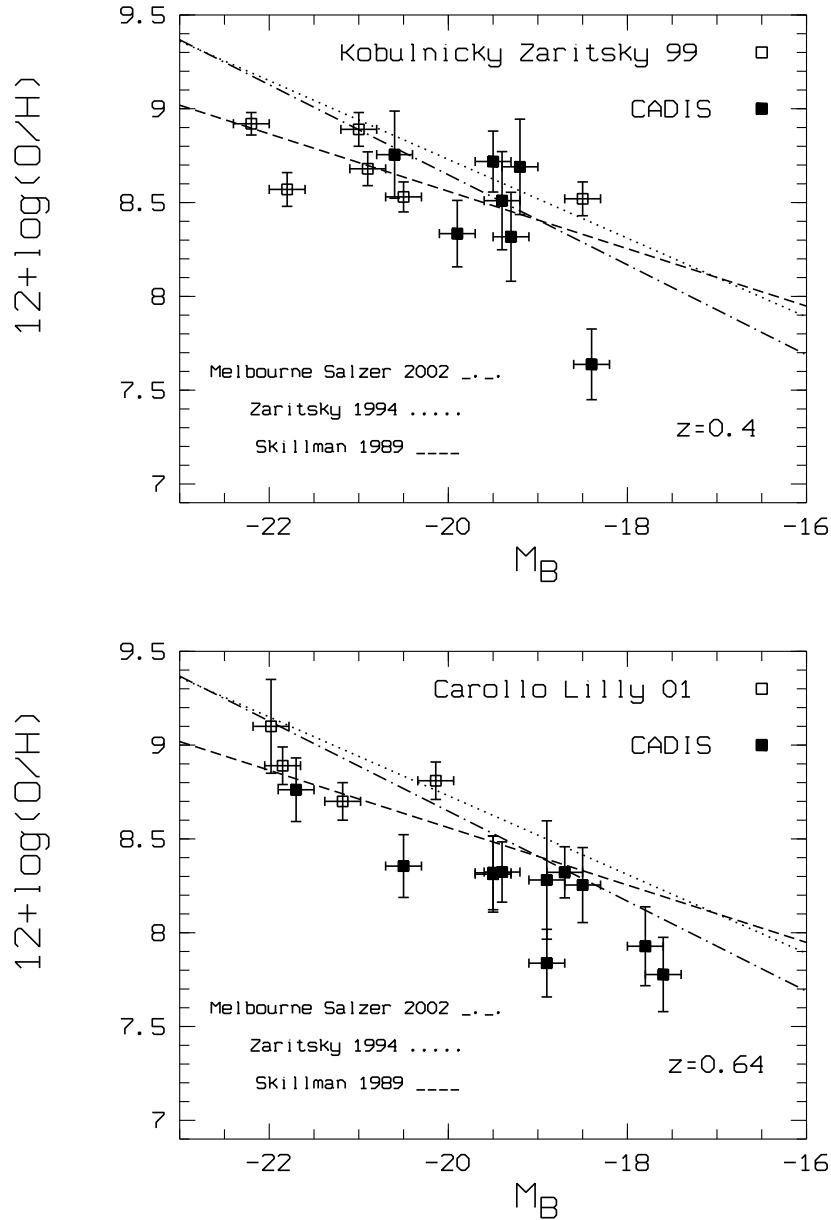 9.5
Kobulnicky Zaritsky 99
9
CADIS
8.5
12+log(O/H)
8
Melbourne Salzer 2002 _._.
7.5
Zaritsky 1994 .....
z=0.4
Skillman 1989 ____
7
-22 -20 -18 -16
M_B
9.5
Carollo Lilly 01
9
CADIS
8.5
12+log(O/H)
8
Melbourne Salzer 2002 _._.
7.5
Zaritsky 1994 .....
z=0.64
Skillman 1989 ____
7
-22 -20 -18 -16
M_B